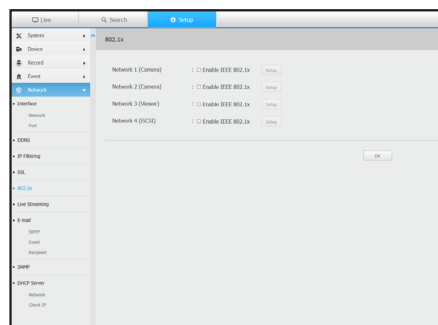 Live
Search
Setup
System
Device
Record
Event
Network
Interface
Network
Port
DDNS
IP Filtering
SSL
802.1x
Live Streaming
E-mail
SMTP
Event
Recipient
SNMP
DHCP Server
Network
Check IP
802.1x
Network 1 (Camera) : Enable IEEE 802.1x Setup
Network 2 (Camera) : Enable IEEE 802.1x Setup
Network 3 (Viewer) : Enable IEEE 802.1x Setup
Network 4 (iSCSI) : Enable IEEE 802.1x Setup
OK